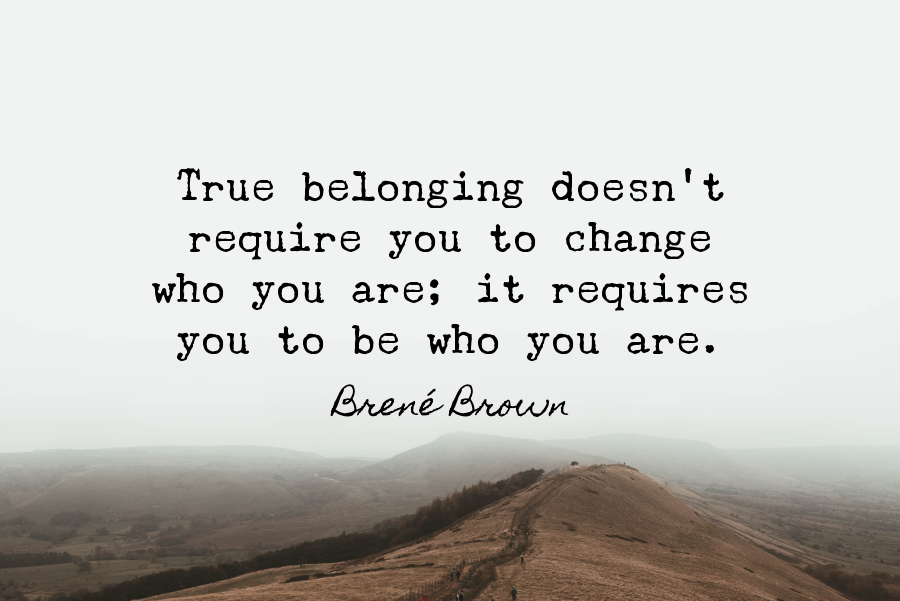 True belonging doesn't
require you to change
who you are; it requires
you to be who you are.
Brené Brown